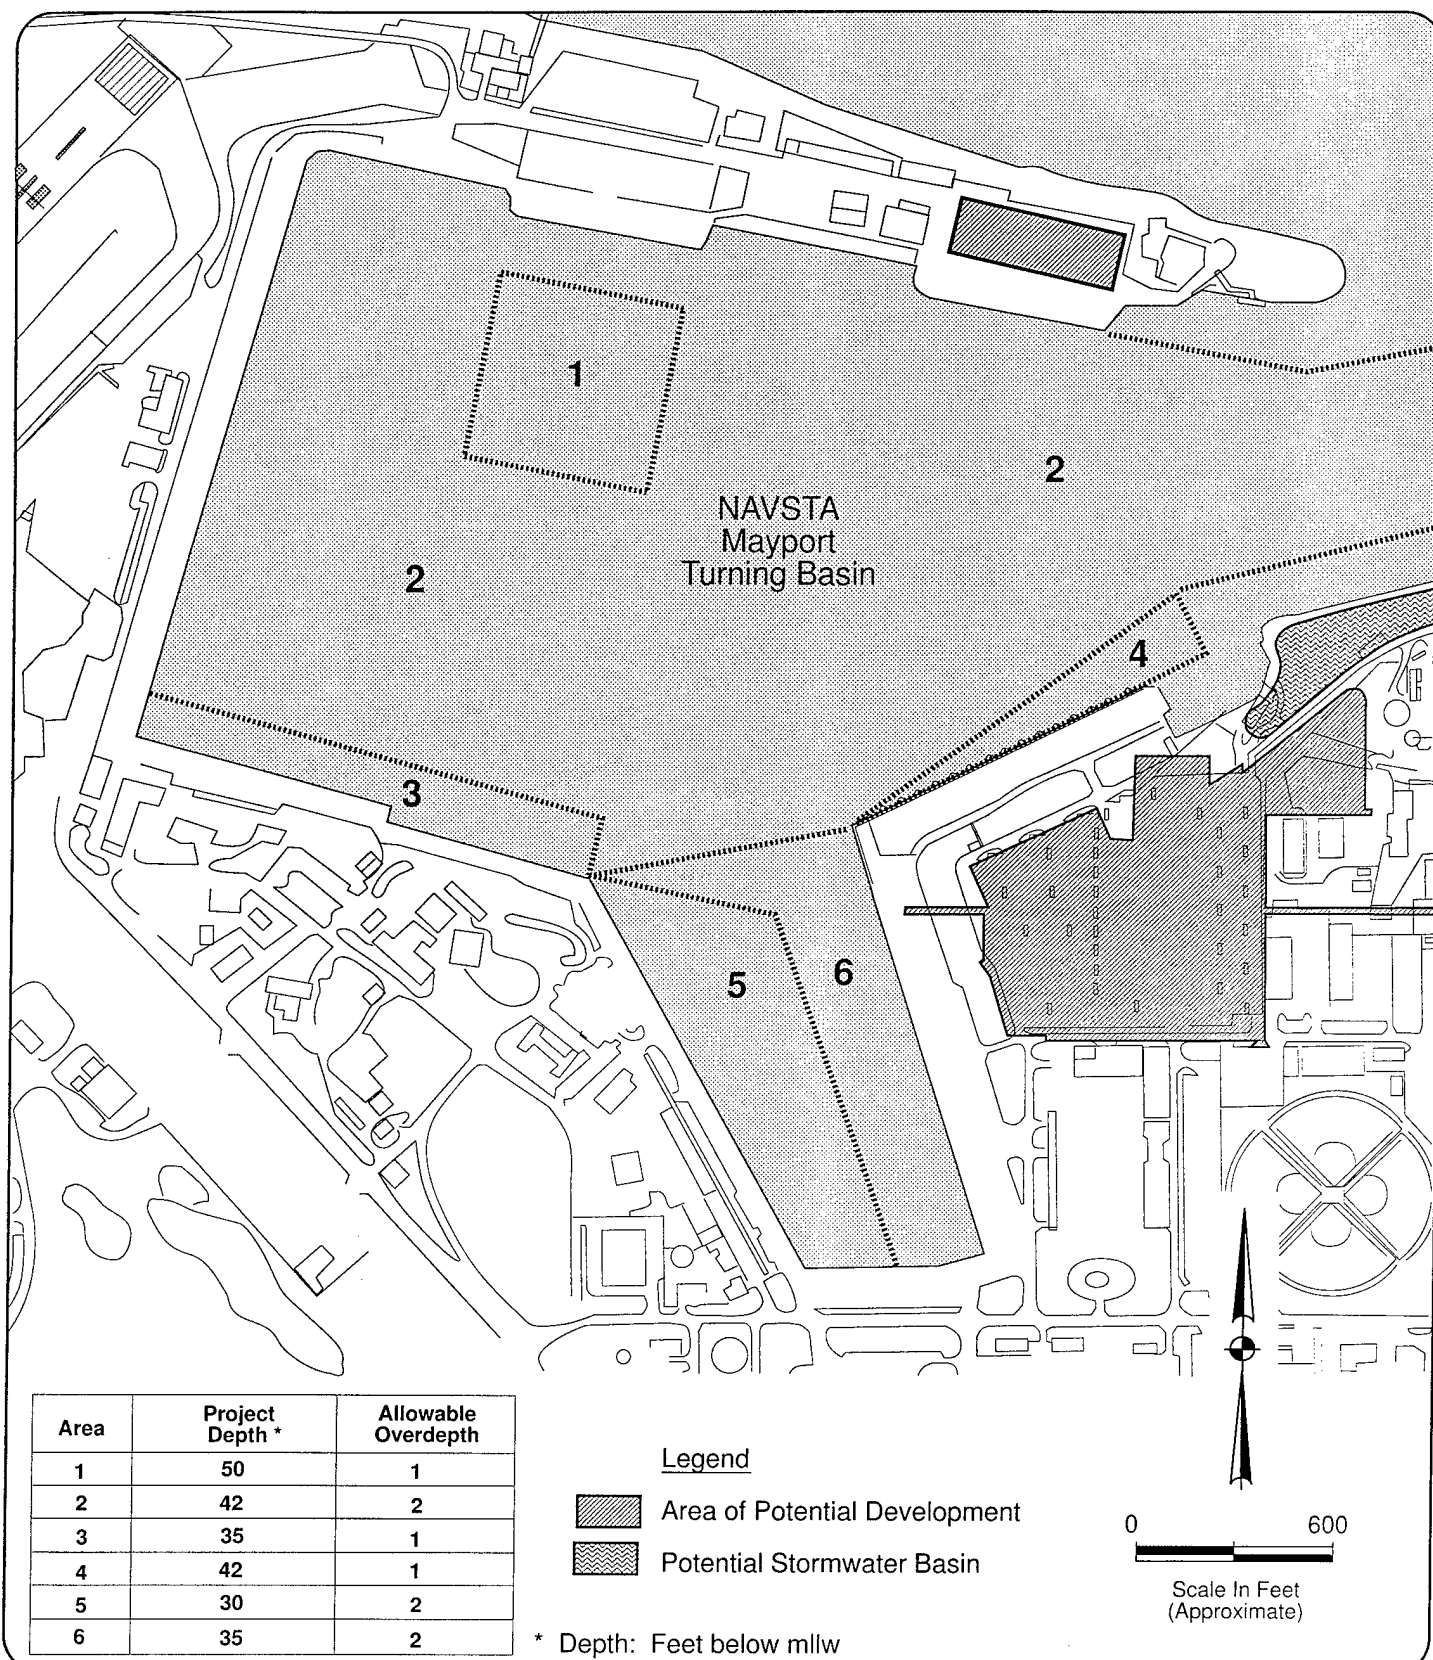 1
2
NAVSTA
Mayport
Turning Basin
2
4
3
5
6
Area Project Depth * Allowable Overdepth
1 50 1
2 42 2
3 35 1
4 42 1
5 30 2
6 35 2
Legend
Area of Potential Development
Potential Stormwater Basin
* Depth: Feet below mllw
0 600
Scale In Feet
(Approximate)